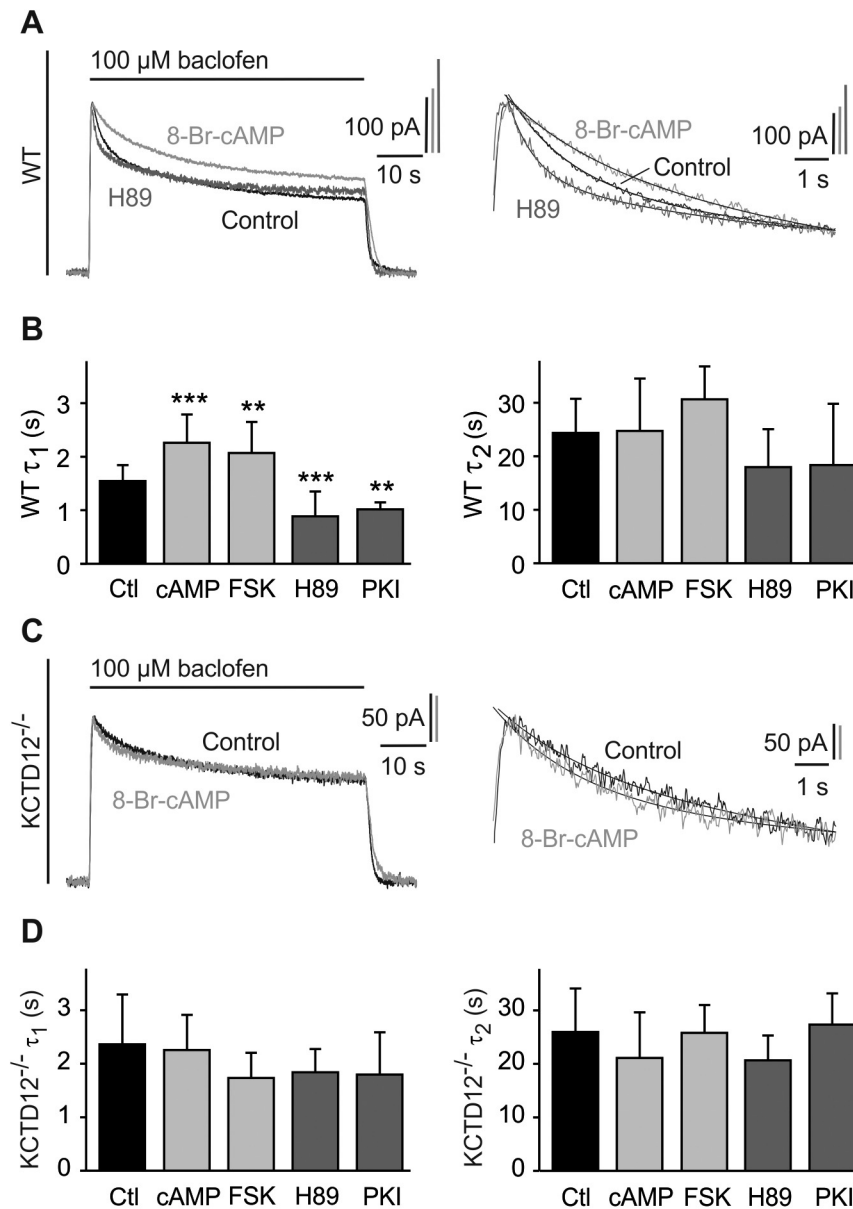 A
WT
100 µM baclofen
8-Br-cAMP
H89
Control
100 pA
10 s
8-Br-cAMP
Control
H89
100 pA
1 s
B
WT τ1 (s)
3
2
1
0
*** ** *** **
Ctl cAMP FSK H89 PKI
WT τ2 (s)
30
20
10
0
Ctl cAMP FSK H89 PKI
C
KCTD12-/-
100 µM baclofen
Control
8-Br-cAMP
50 pA
10 s
Control
8-Br-cAMP
50 pA
1 s
D
KCTD12-/- τ1 (s)
3
2
1
0
Ctl cAMP FSK H89 PKI
KCTD12-/- τ2 (s)
30
20
10
0
Ctl cAMP FSK H89 PKI